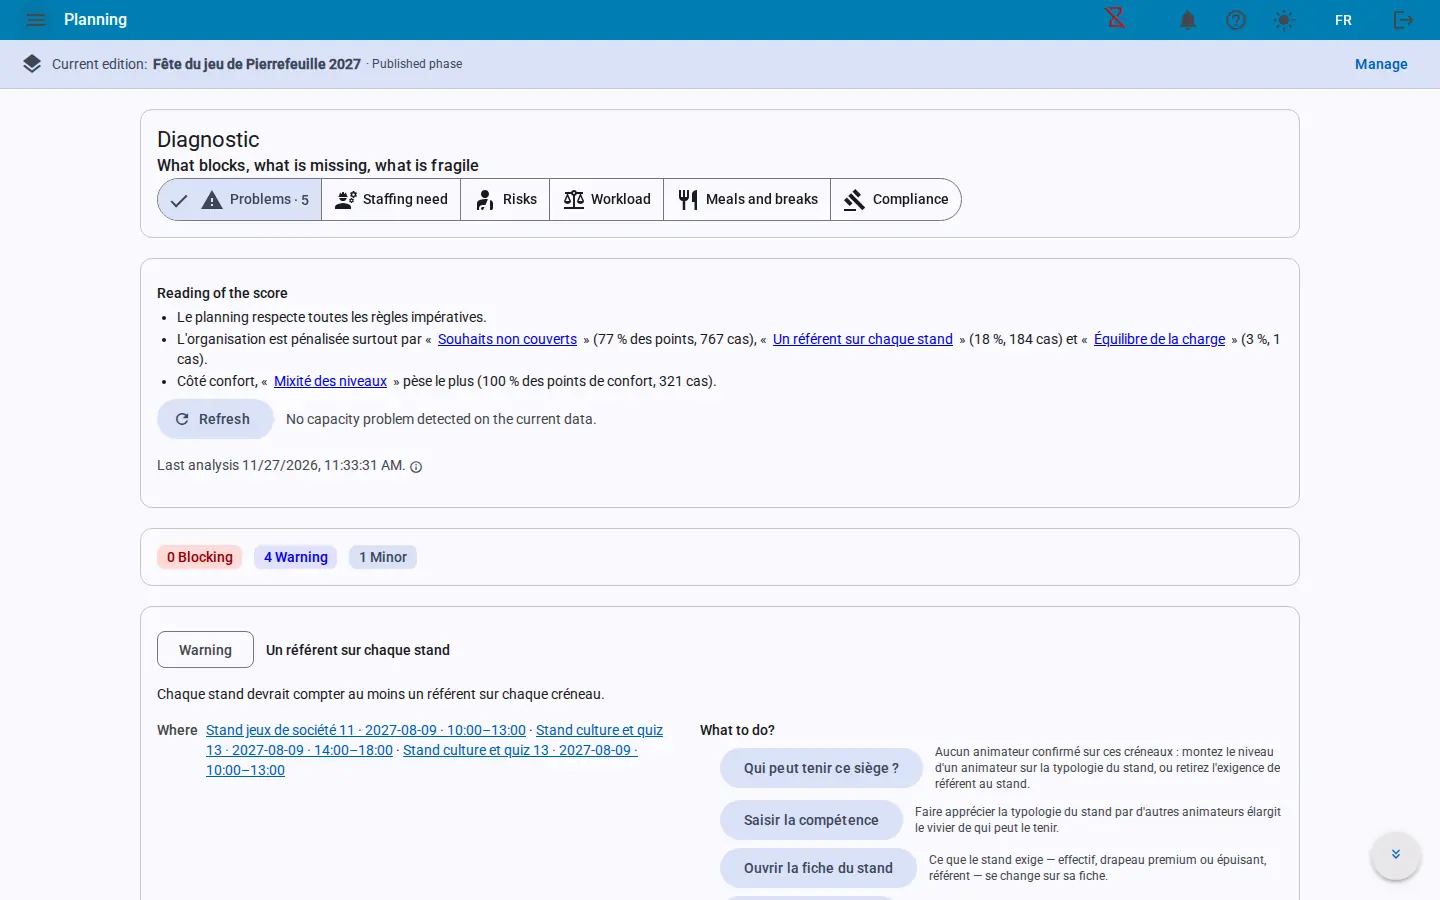 Planning
FR
Current edition: Fête du jeu de Pierrefeuille 2027 · Published phase
Manage
Diagnostic
What blocks, what is missing, what is fragile
Problems · 5
Staffing need
Risks
Workload
Meals and breaks
Compliance
Reading of the score
• Le planning respecte toutes les règles impératives.
• L'organisation est pénalisée surtout par « Souhaits non couverts » (77 % des points, 767 cas), « Un référent sur chaque stand » (18 %, 184 cas) et « Équilibre de la charge » (3 %, 1
cas).
• Côté confort, « Mixité des niveaux » pèse le plus (100 % des points de confort, 321 cas).
Refresh
No capacity problem detected on the current data.
Last analysis 11/27/2026, 11:33:31 AM.
0 Blocking
4 Warning
1 Minor
Warning
Un référent sur chaque stand
Chaque stand devrait compter au moins un référent sur chaque créneau.
Where
Stand jeux de société 11 · 2027-08-09 · 10:00–13:00 · Stand culture et quiz
13 · 2027-08-09 · 14:00–18:00 · Stand culture et quiz 13 · 2027-08-09 ·
10:00–13:00
What to do?
Qui peut tenir ce siège ?
Aucun animateur confirmé sur ces créneaux : montez le niveau
d'un animateur sur la typologie du stand, ou retirez l'exigence de
référent au stand.
Saisir la compétence
Faire apprécier la typologie du stand par d'autres animateurs élargit
le vivier de qui peut le tenir.
Ouvrir la fiche du stand
Ce que le stand exige — effectif, drapeau premium ou épuisant,
référent — se change sur sa fiche.